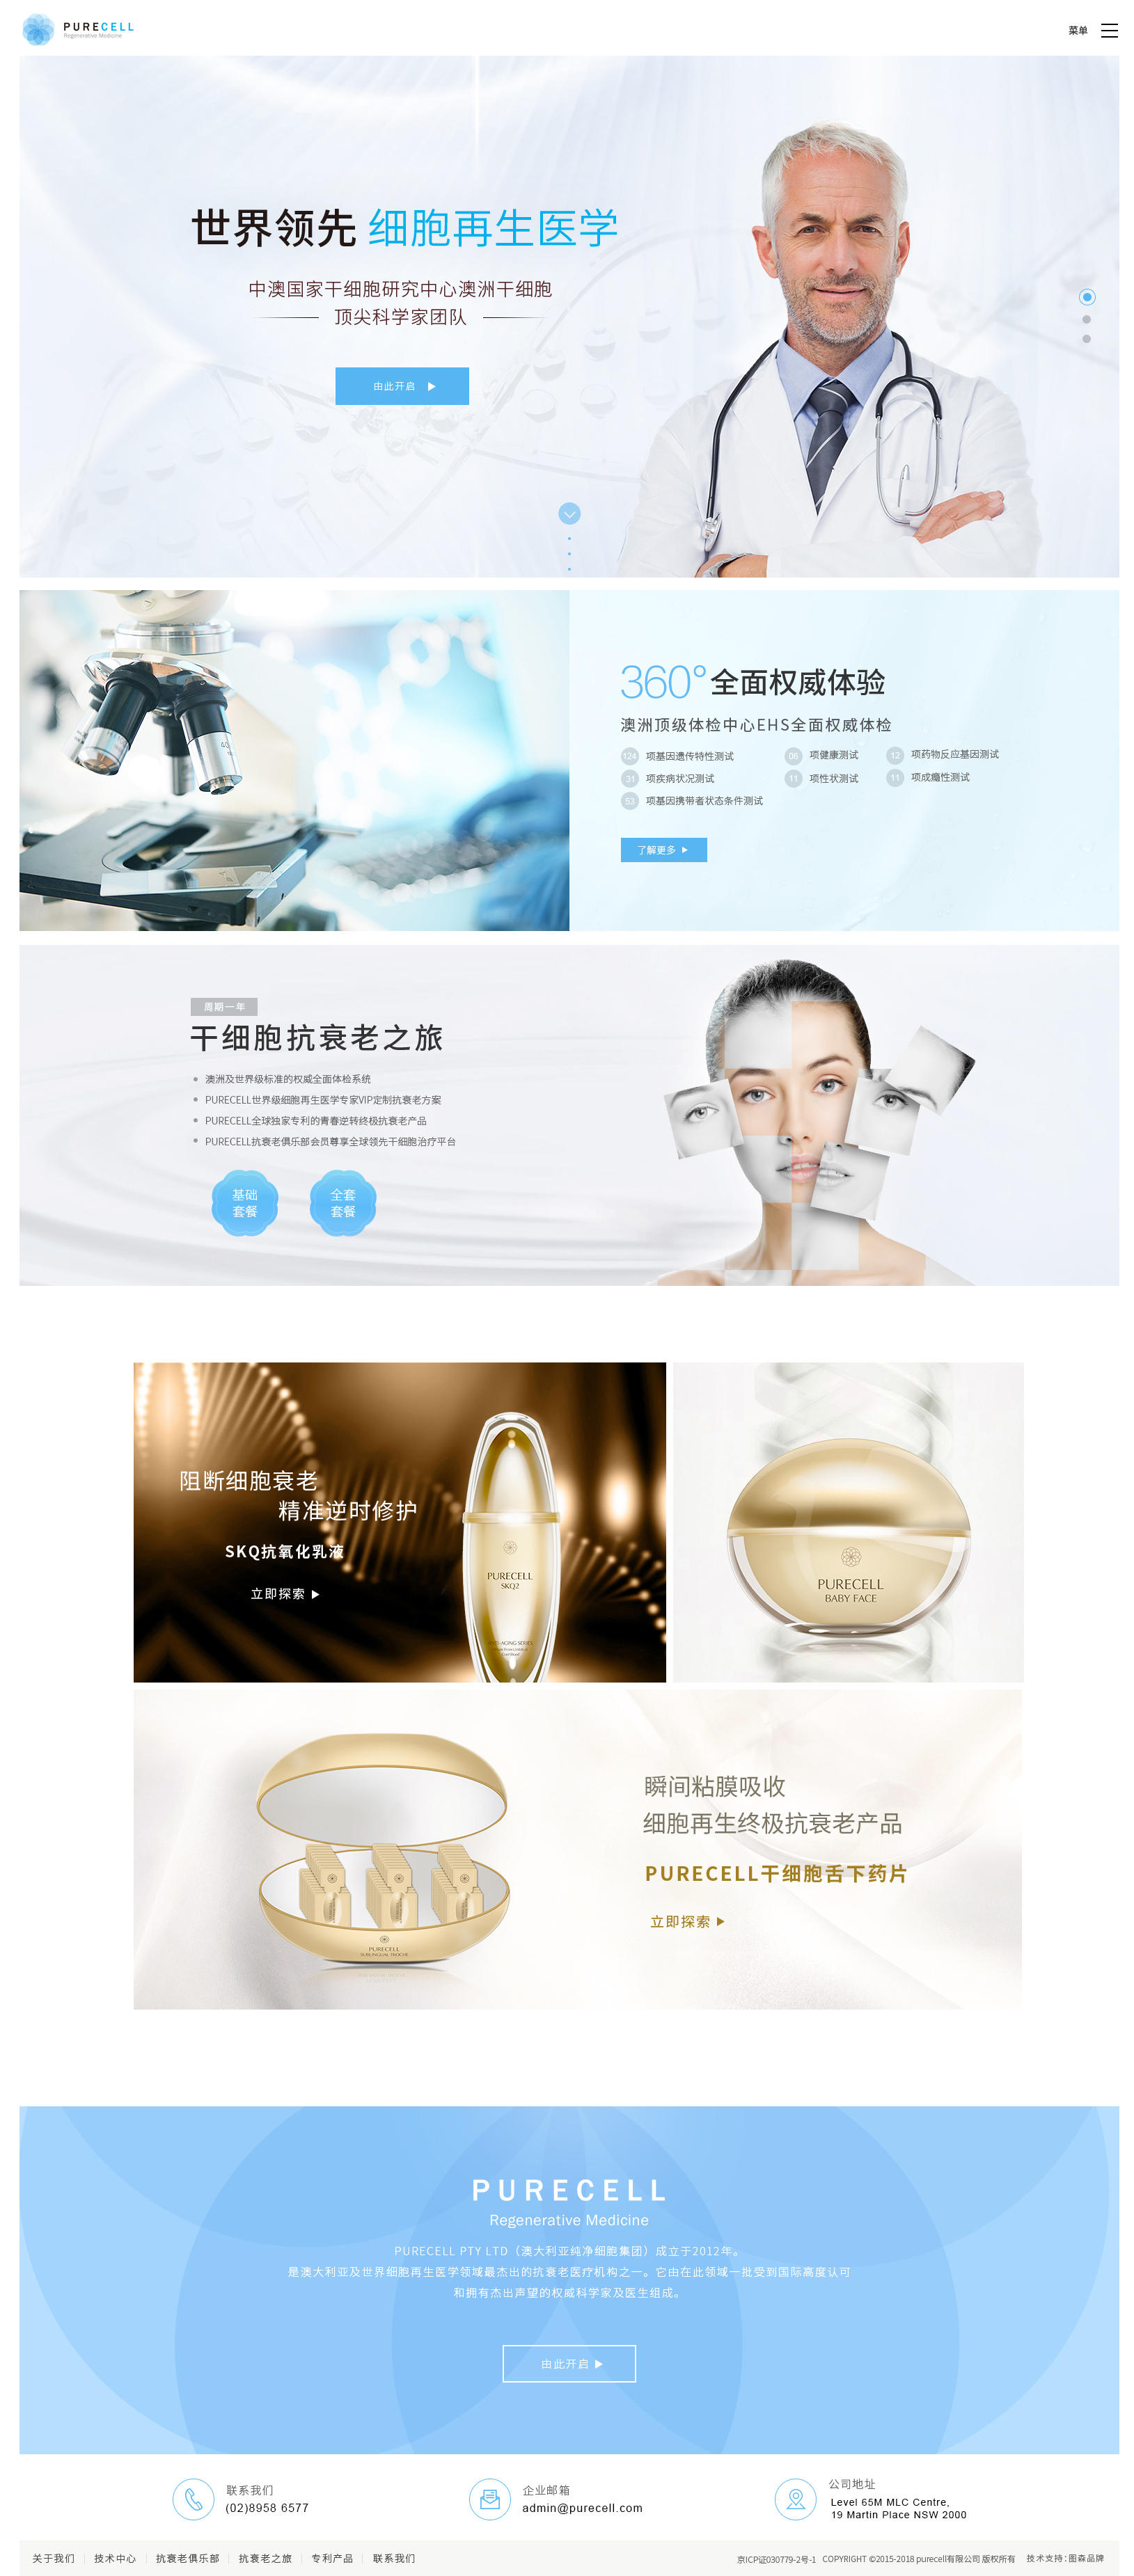 PURECELL
Regenerative Medicine
菜单
世界领先 细胞再生医学
中澳国家干细胞研究中心澳洲干细胞
顶尖科学家团队
由此开启
360°全面权威体验
澳洲顶级体检中心EHS全面权威体检
124 项基因遗传特性测试 06 项健康测试 12 项药物反应基因测试
31 项疾病状况测试 11 项性状测试 11 项成瘾性测试
53 项基因携带者状态条件测试
了解更多
周期一年
干细胞抗衰老之旅
澳洲及世界级标准的权威全面体检系统
PURECELL世界级细胞再生医学专家VIP定制抗衰老方案
PURECELL全球独家专利的青春逆转终极抗衰老产品
PURECELL抗衰老俱乐部会员尊享全球领先干细胞治疗平台
基础 全套
套餐 套餐
阻断细胞衰老
精准逆时修护
SKQ抗氧化乳液
立即探索
PURECELL
SKQ2
PURECELL
BABY FACE
瞬间粘膜吸收
细胞再生终极抗衰老产品
PURECELL干细胞舌下药片
立即探索
PURECELL
SUBLINGUAL TROCHE
PURECELL
Regenerative Medicine
PURECELL PTY LTD（澳大利亚纯净细胞集团）成立于2012年。
是澳大利亚及世界细胞再生医学领域最杰出的抗衰老医疗机构之一。它由在此领域一批受到国际高度认可
和拥有杰出声望的权威科学家及医生组成。
由此开启
联系我们
(02)8958 6577
企业邮箱
admin@purecell.com
公司地址
Level 65M MLC Centre,
19 Martin Place NSW 2000
关于我们 技术中心 抗衰老俱乐部 抗衰老之旅 专利产品 联系我们 京ICP证030779-2号-1 COPYRIGHT ©2015-2018 purecell有限公司 版权所有 技术支持:图森品牌